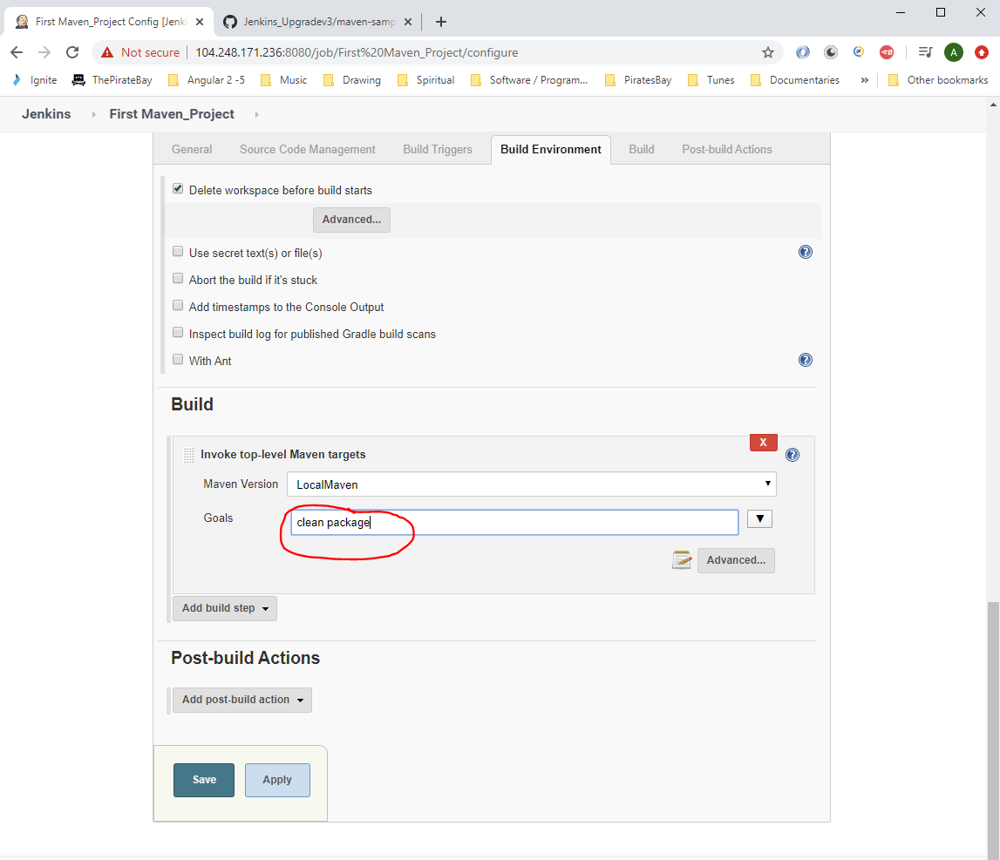 First Maven_Project Config [Jenk
Jenkins_Upgradev3/maven-samp
Not secure
104.248.171.236:8080/job/First%20Maven_Project/configure
A
Ignite
ThePirateBay
Angular 2 -5
Music
Drawing
Spiritual
Software / Program...
PiratesBay
Tunes
Documentaries
»
Other bookmarks
Jenkins
First Maven_Project
General
Source Code Management
Build Triggers
Build Environment
Build
Post-build Actions
Delete workspace before build starts
Advanced...
Use secret text(s) or file(s)
?
Abort the build if it's stuck
Add timestamps to the Console Output
Inspect build log for published Gradle build scans
With Ant
?
Build
X
Invoke top-level Maven targets
?
Maven Version
LocalMaven
Goals
clean package
Advanced...
Add build step
Post-build Actions
Add post-build action
Save
Apply